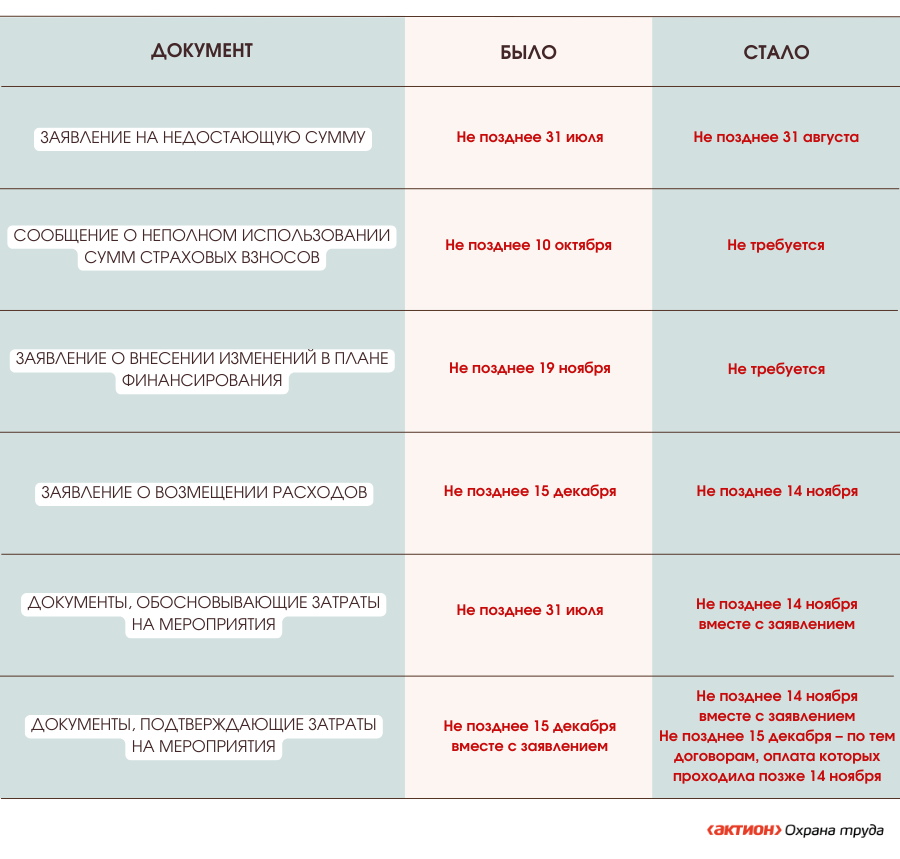 ДОКУМЕНТ
БЫЛО
СТАЛО
ЗАЯВЛЕНИЕ НА НЕДОСТАЮЩУЮ СУММУ
Не позднее 31 июля
Не позднее 31 августа
СООБЩЕНИЕ О НЕПОЛНОМ ИСПОЛЬЗОВАНИИ
СУММ СТРАХОВЫХ ВЗНОСОВ
Не позднее 10 октября
Не требуется
ЗАЯВЛЕНИЕ О ВНЕСЕНИИ ИЗМЕНЕНИЙ В ПЛАНЕ
ФИНАНСИРОВАНИЯ
Не позднее 19 ноября
Не требуется
ЗАЯВЛЕНИЕ О ВОЗМЕЩЕНИИ РАСХОДОВ
Не позднее 15 декабря
Не позднее 14 ноября
ДОКУМЕНТЫ, ОБОСНОВЫВАЮЩИЕ ЗАТРАТЫ
НА МЕРОПРИЯТИЯ
Не позднее 31 июля
Не позднее 14 ноября
вместе с заявлением
ДОКУМЕНТЫ, ПОДТВЕРЖДАЮЩИЕ ЗАТРАТЫ
НА МЕРОПРИЯТИЯ
Не позднее 15 декабря
вместе с заявлением
Не позднее 14 ноября
вместе с заявлением
Не позднее 15 декабря – по тем
договорам, оплата которых
проходила позже 14 ноября
‹актион› Охрана труда